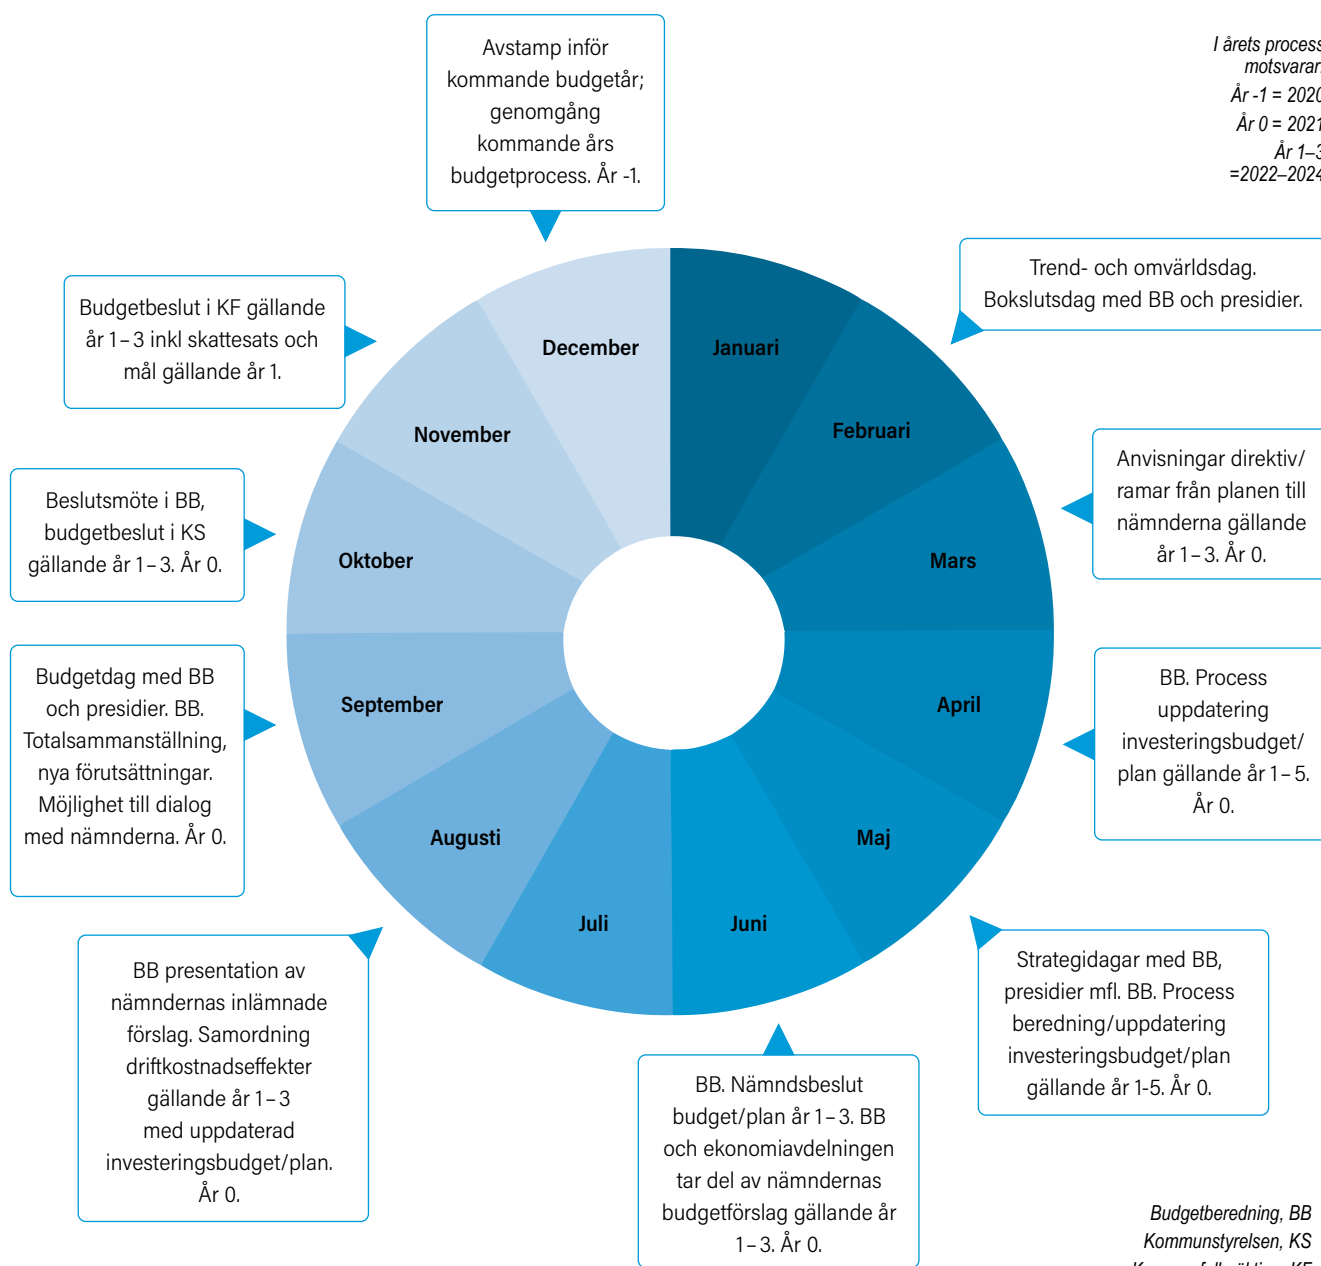 Avstamp inför
kommande budgetår;
genomgång
kommande års
budgetprocess. År -1.
I årets process
motsvarar:
År -1 = 2020
År 0 = 2021
År 1–3
=2022–2024
Trend- och omvärldsdag.
Bokslutsdag med BB och presidier.
Budgetbeslut i KF gällande
år 1–3 inkl skattesats och
mål gällande år 1.
December
Januari
November
Februari
Anvisningar direktiv/
ramar från planen till
nämnderna gällande
år 1–3. År 0.
Beslutsmöte i BB,
budgetbeslut i KS
gällande år 1–3. År 0.
Oktober
Mars
Budgetdag med BB
och presidier. BB.
Totalsammanställning,
nya förutsättningar.
Möjlighet till dialog
med nämnderna. År 0.
September
April
BB. Process
uppdatering
investeringsbudget/
plan gällande år 1–5.
År 0.
Augusti
Maj
Juli
Juni
BB presentation av
nämndernas inlämnade
förslag. Samordning
driftkostnadseffekter
gällande år 1–3
med uppdaterad
investeringsbudget/plan.
År 0.
Strategidagar med BB,
presidier mfl. BB. Process
beredning/uppdatering
investeringsbudget/plan
gällande år 1-5. År 0.
BB. Nämndsbeslut
budget/plan år 1–3. BB
och ekonomiavdelningen
tar del av nämndernas
budgetförslag gällande år
1–3. År 0.
Budgetberedning, BB
Kommunstyrelsen, KS
Kommunfullmäktige, KF